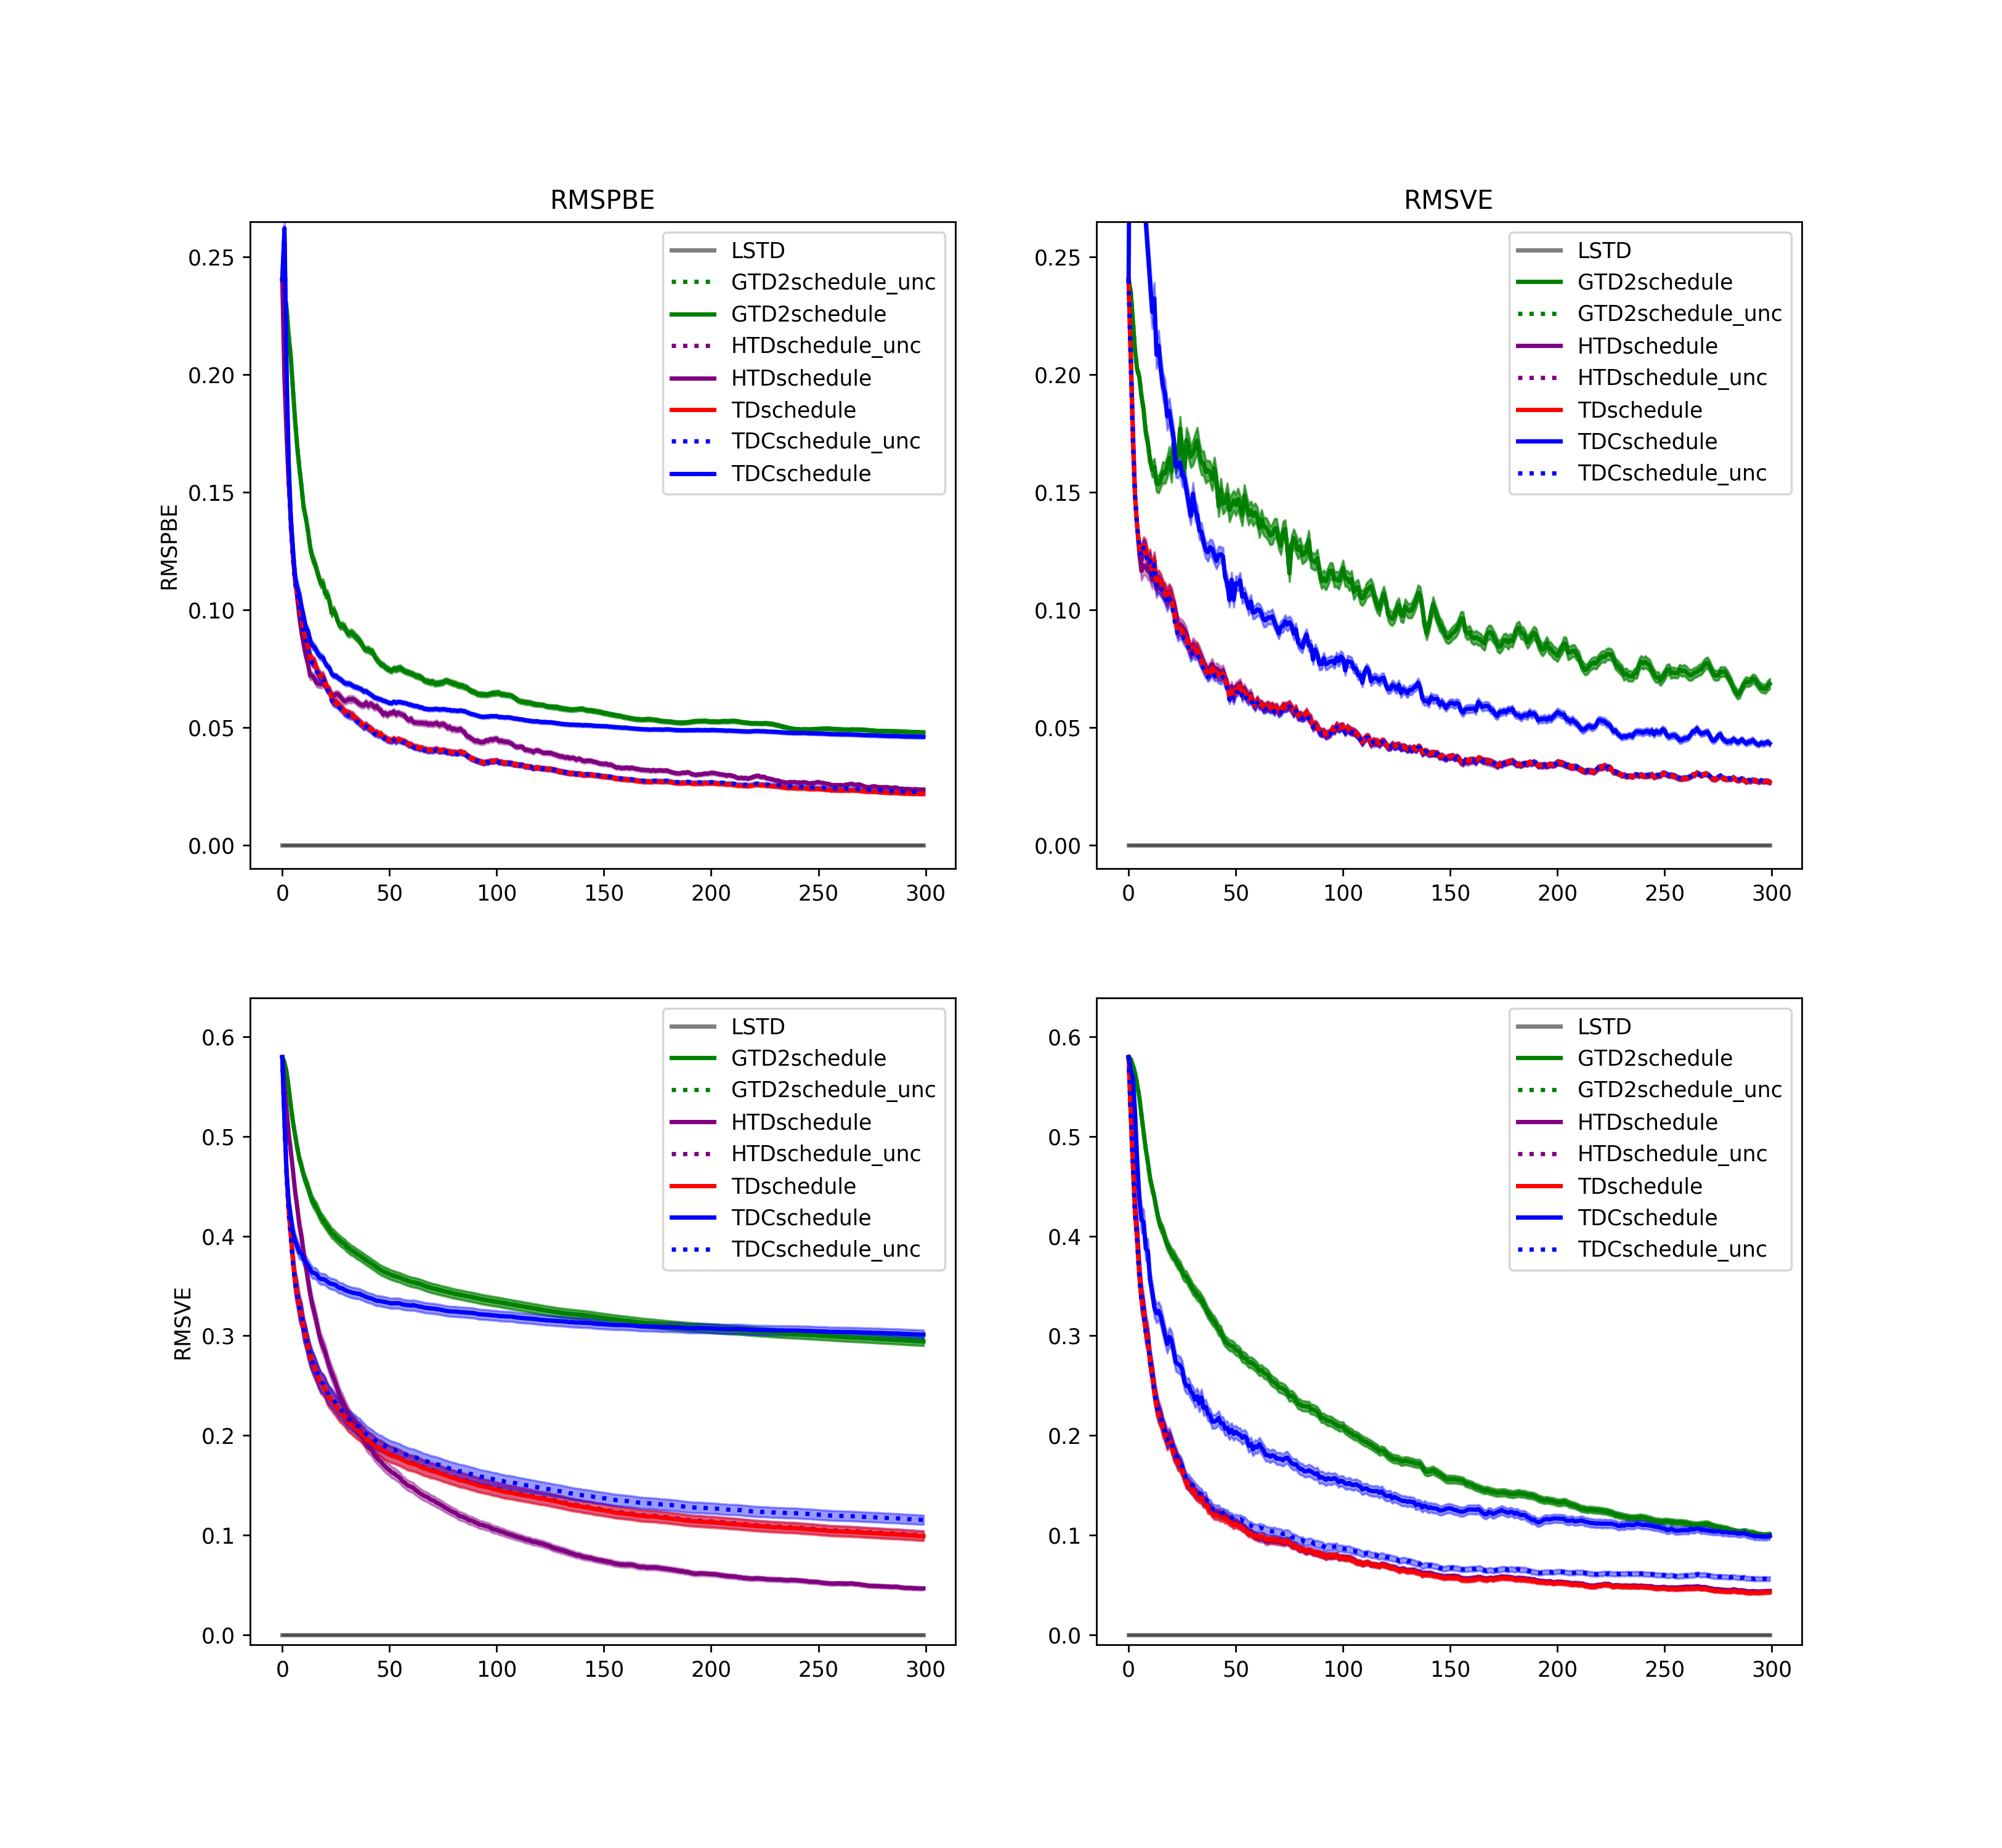 RMSPBE
RMSPBE
0.25
0.20
0.15
0.10
0.05
0.00
0 50 100 150 200 250 300
LSTD
GTD2schedule_unc
GTD2schedule
HTDschedule_unc
HTDschedule
TDschedule
TDCschedule_unc
TDCschedule
RMSVE
0.25
0.20
0.15
0.10
0.05
0.00
0 50 100 150 200 250 300
LSTD
GTD2schedule
GTD2schedule_unc
HTDschedule
HTDschedule_unc
TDschedule
TDCschedule
TDCschedule_unc
RMSVE
0.6
0.5
0.4
0.3
0.2
0.1
0.0
0 50 100 150 200 250 300
LSTD
GTD2schedule
GTD2schedule_unc
HTDschedule
HTDschedule_unc
TDschedule
TDCschedule
TDCschedule_unc
0.6
0.5
0.4
0.3
0.2
0.1
0.0
0 50 100 150 200 250 300
LSTD
GTD2schedule
GTD2schedule_unc
HTDschedule
HTDschedule_unc
TDschedule
TDCschedule
TDCschedule_unc